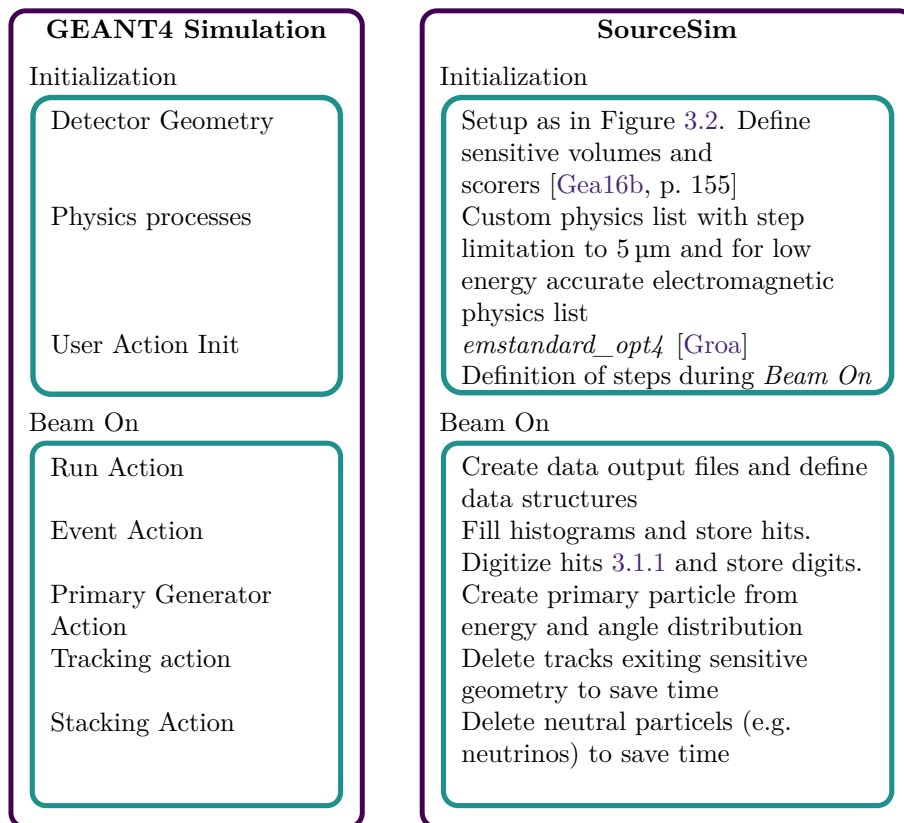 GEANT4 Simulation
Initialization
Detector Geometry
Physics processes
User Action Init
Beam On
Run Action
Event Action
Primary Generator
Action
Tracking action
Stacking Action
SourceSim
Initialization
Setup as in Figure 3.2. Define
sensitive volumes and
scorers [Gea16b, p. 155]
Custom physics list with step
limitation to 5 µm and for low
energy accurate electromagnetic
physics list
emstandard_opt4 [Groa]
Definition of steps during Beam On
Beam On
Create data output files and define
data structures
Fill histograms and store hits.
Digitize hits 3.1.1 and store digits.
Create primary particle from
energy and angle distribution
Delete tracks exiting sensitive
geometry to save time
Delete neutral particels (e.g.
neutrinos) to save time